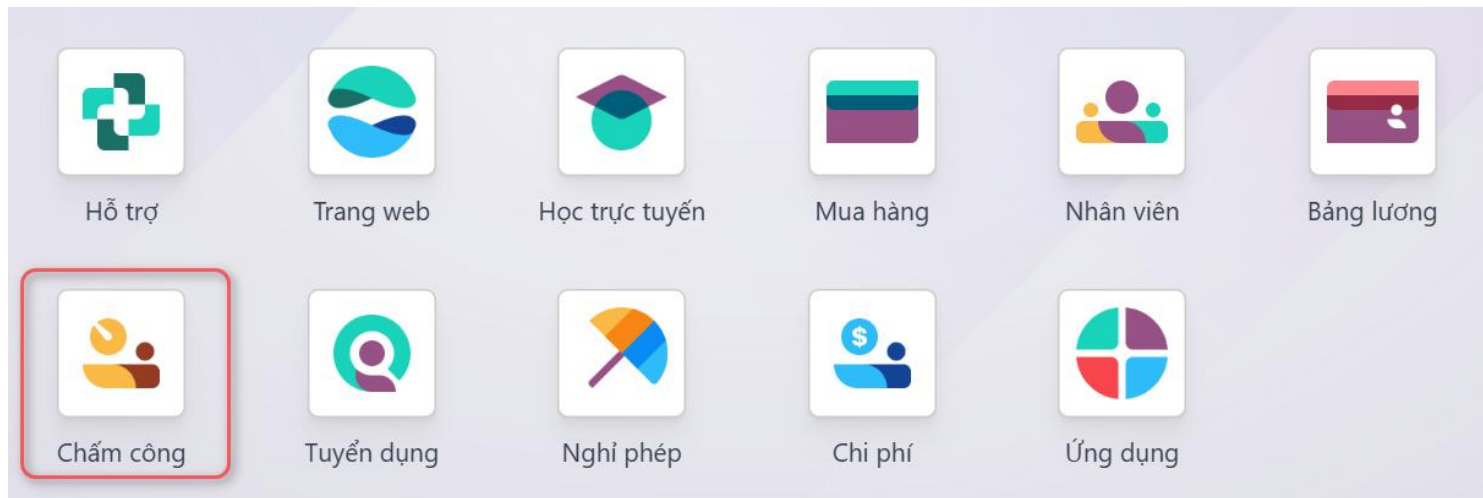 Hỗ trợ
Trang web
Học trực tuyến
Mua hàng
Nhân viên
Bảng lương
$
Chấm công
Tuyển dụng
Nghỉ phép
Chi phí
Ứng dụng